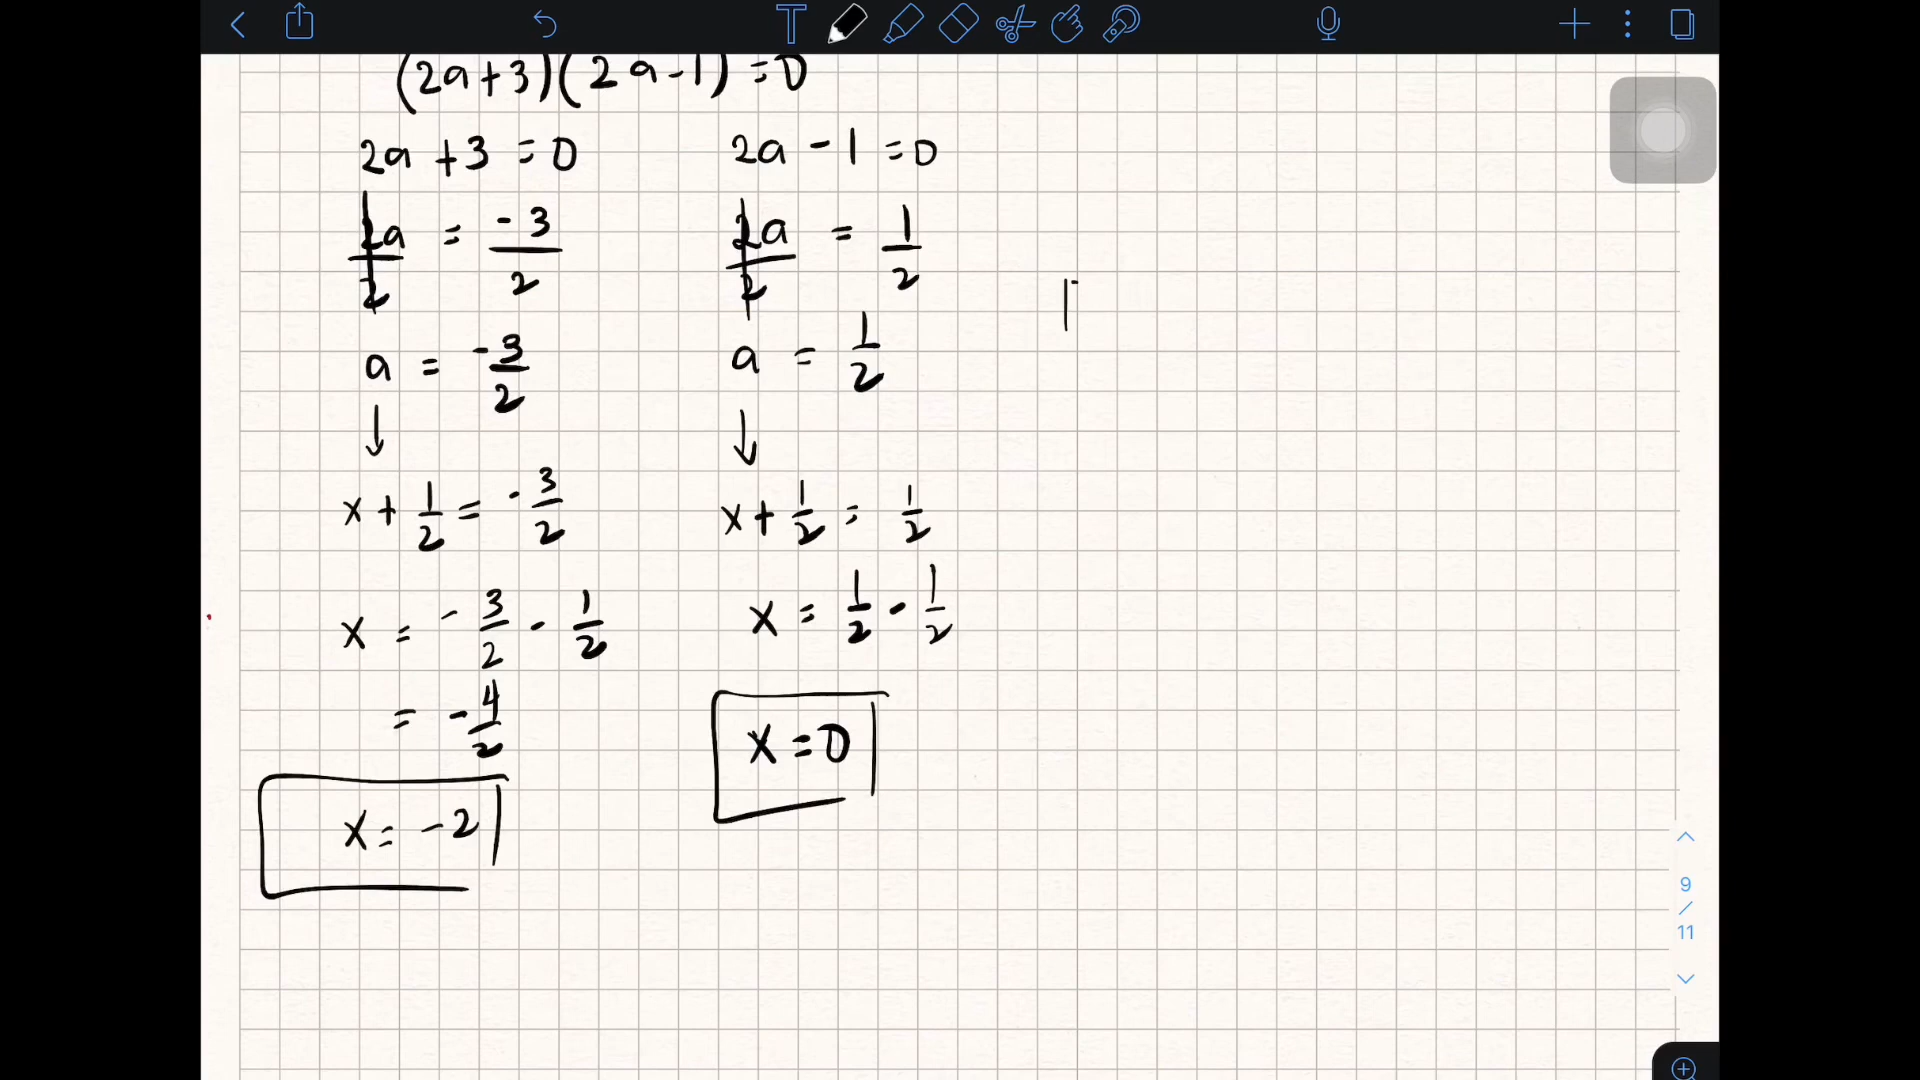 (2a+3)(2a-1)=0
2a+3=0
2a/2 = -3/2
a = -3/2
↓
x + 1/2 = -3/2
x = -3/2 - 1/2
= -4/2
x = -2
2a-1=0
2a/2 = 1/2
a = 1/2
↓
x + 1/2 = 1/2
x = 1/2 - 1/2
x = 0
9
/
11